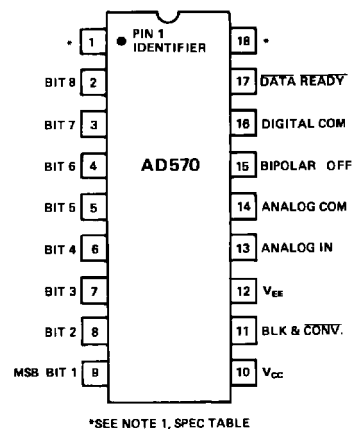 * 1 PIN 1 IDENTIFIER 18 *
BIT 8 2 17 DATA READY
BIT 7 3 16 DIGITAL COM
BIT 6 4 AD570 15 BIPOLAR OFF
BIT 5 5 14 ANALOG COM
BIT 4 6 13 ANALOG IN
BIT 3 7 12 VEE
BIT 2 8 11 BLK & CONV.
MSB BIT 1 9 10 VCC
*SEE NOTE 1, SPEC TABLE